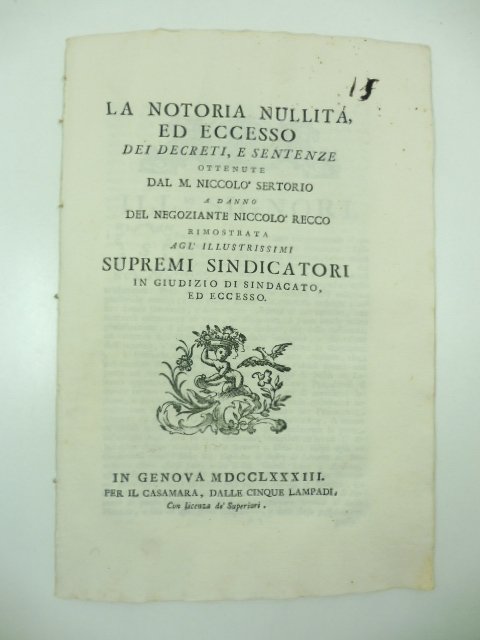 15
LA NOTORIA NULLITÁ,
ED ECCESSO
DEI DECRETI, E SENTENZE
OTTENUTE
DAL M. NICCOLO' SERTORIO
A DANNO
DEL NEGOZIANTE NICCOLO' RECCO
RIMOSTRATA
AGL' ILLUSTRISSIMI
SUPREMI SINDICATORI
IN GIUDIZIO DI SINDACATO,
ED ECCESSO.
IN GENOVA MDCCLXXXIII.
PER IL CASAMARA, DALLE CINQUE LAMPADI,
Con licenza de' Superiori.